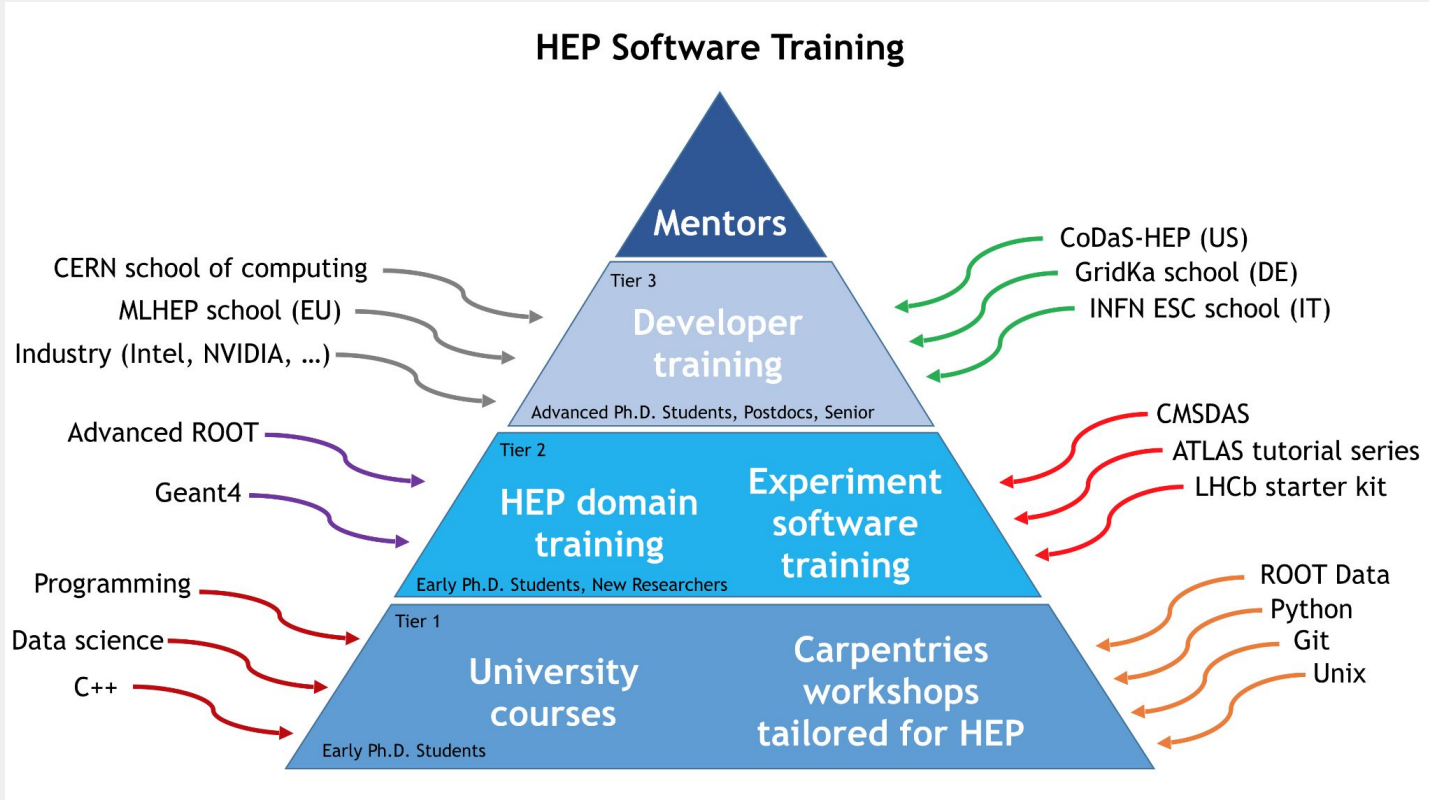 HEP Software Training
Mentors
CERN school of computing
MLHEP school (EU)
Industry (Intel, NVIDIA, ...)
Tier 3
Developer
training
Advanced Ph.D. Students, Postdocs, Senior
CoDaS-HEP (US)
GridKa school (DE)
INFN ESC school (IT)
Advanced ROOT
Geant4
Tier 2
HEP domain
training
Experiment
software
training
Early Ph.D. Students, New Researchers
CMSDAS
ATLAS tutorial series
LHCb starter kit
Programming
Data science
C++
Tier 1
University
courses
Carpentries
workshops
tailored for HEP
Early Ph.D. Students
ROOT Data
Python
Git
Unix